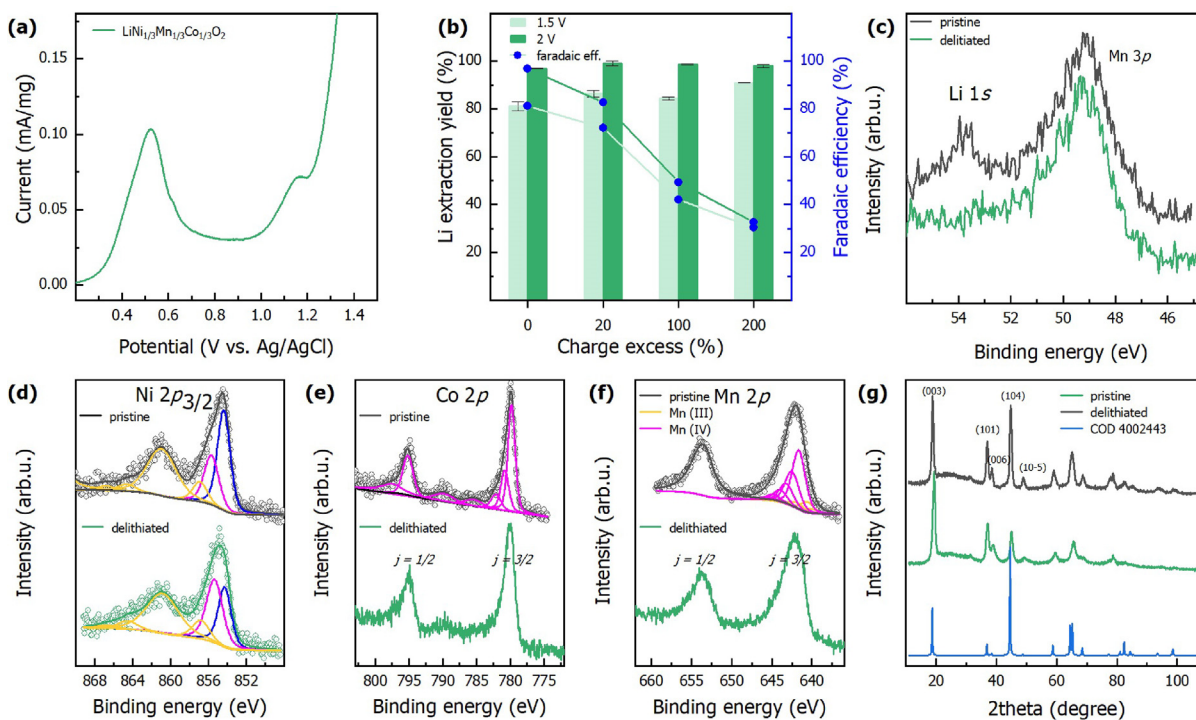 (a)
LiNi1/3Mn1/3Co1/3O2
0.15
0.10
0.05
0.00
Current (mA/mg)
0.4 0.6 0.8 1.0 1.2 1.4
Potential (V vs. Ag/AgCl)
(b)
1.5 V
2 V
faradaic eff.
100
80
60
40
20
Li extraction yield (%)
100
80
60
40
20
Faradaic efficiency (%)
0 20 100 200
Charge excess (%)
(c)
pristine
delitiated
Mn 3p
Li 1s
Intensity (arb.u.)
54 52 50 48 46
Binding energy (eV)
(d)
Ni 2p3/2
pristine
delithiated
Intensity (arb.u.)
868 864 860 856 852
Binding energy (eV)
(e)
Co 2p
pristine
delithiated
j = 1/2
j = 3/2
Intensity (arb.u.)
800 795 790 785 780 775
Binding energy (eV)
(f)
pristine
Mn 2p
Mn (III)
Mn (IV)
delithiated
j = 1/2
j = 3/2
Intensity (arb.u.)
660 655 650 645 640
Binding energy (eV)
(g)
pristine
delithiated
COD 4002443
(003)
(101)
(006)
(104)
(10-5)
Intensity (arb.u.)
20 40 60 80 100
2theta (degree)